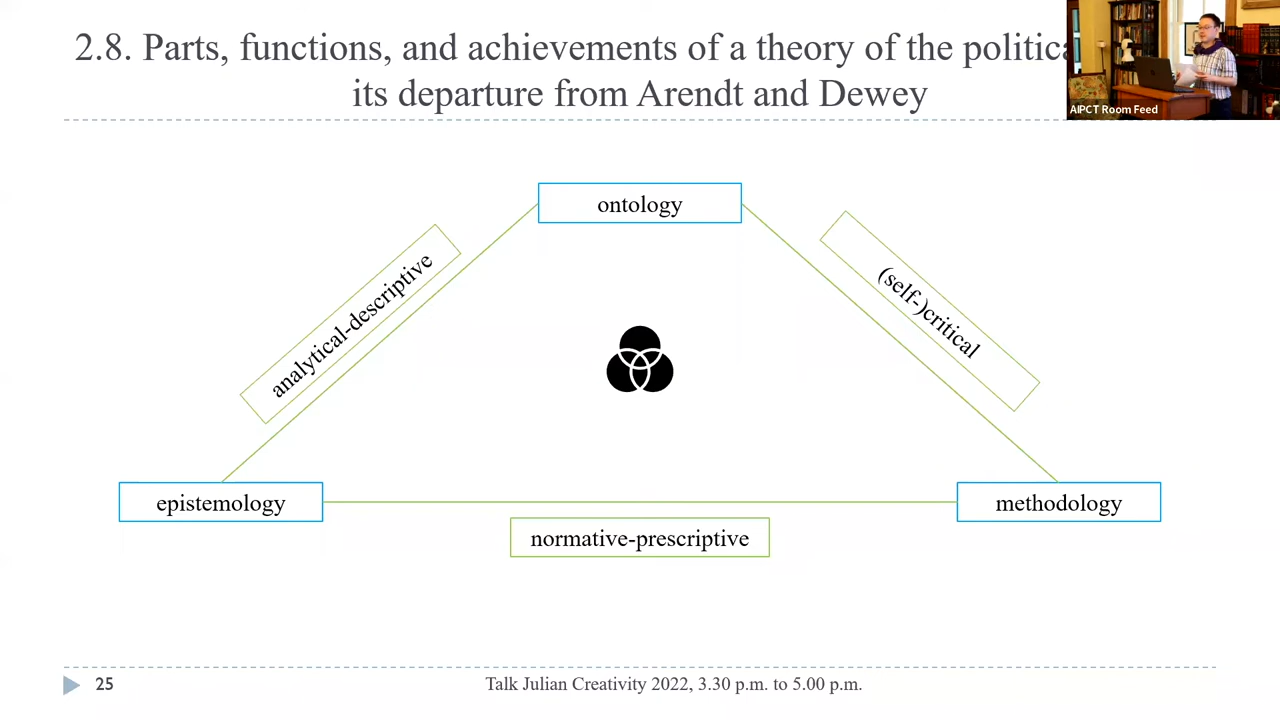 2.8. Parts, functions, and achievements of a theory of the
its departure from Arendt and Dewey
AIPCT Room Feed
ontology
analytical-descriptive
(self-)critical
epistemology
methodology
normative-prescriptive
25
Talk Julian Creativity 2022, 3.30 p.m. to 5.00 p.m.